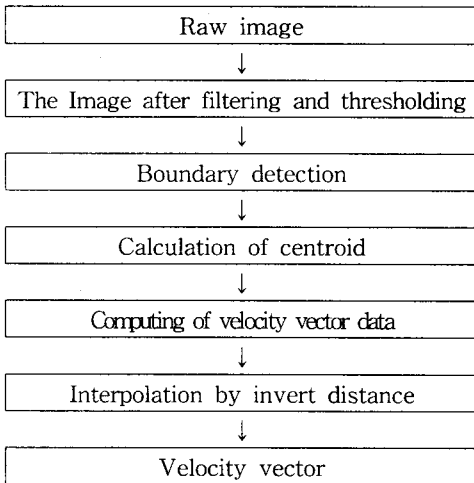 Raw image
↓
The Image after filtering and thresholding
↓
Boundary detection
↓
Calculation of centroid
↓
Computing of velocity vector data
↓
Interpolation by invert distance
↓
Velocity vector